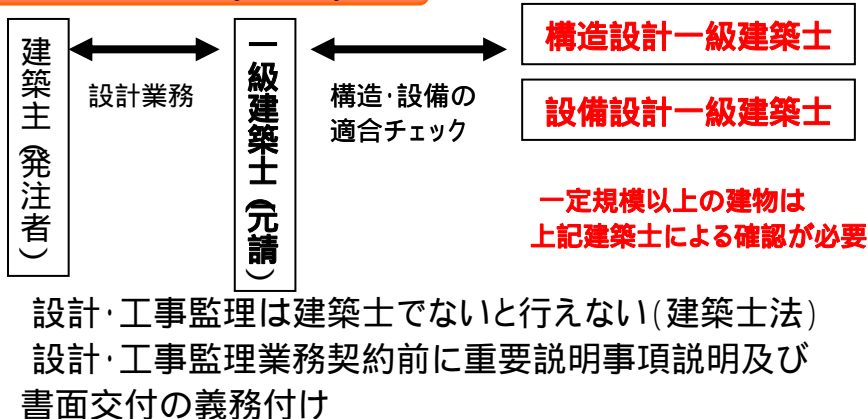 建築主（発注者）
設計業務
一級建築士（元請）
構造･設備の
適合チェック
構造設計一級建築士
設備設計一級建築士
一定規模以上の建物は
上記建築士による確認が必要
設計･工事監理は建築士でないと行えない(建築士法)
設計･工事監理業務契約前に重要説明事項説明及び
書面交付の義務付け